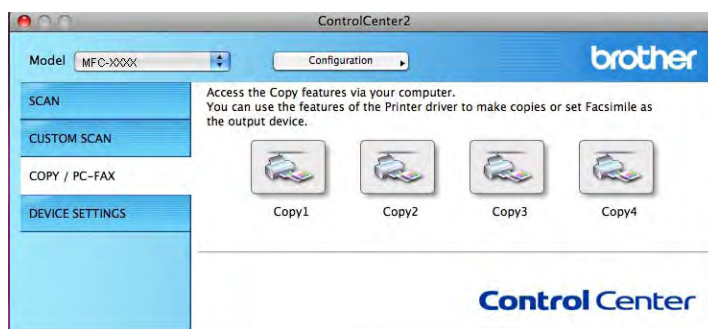 ControlCenter2
Model MFC-XXXX Configuration brother
SCAN
CUSTOM SCAN
COPY / PC-FAX
DEVICE SETTINGS
Access the Copy features via your computer.
You can use the features of the Printer driver to make copies or set Facsimile as
the output device.
Copy1 Copy2 Copy3 Copy4
Control Center